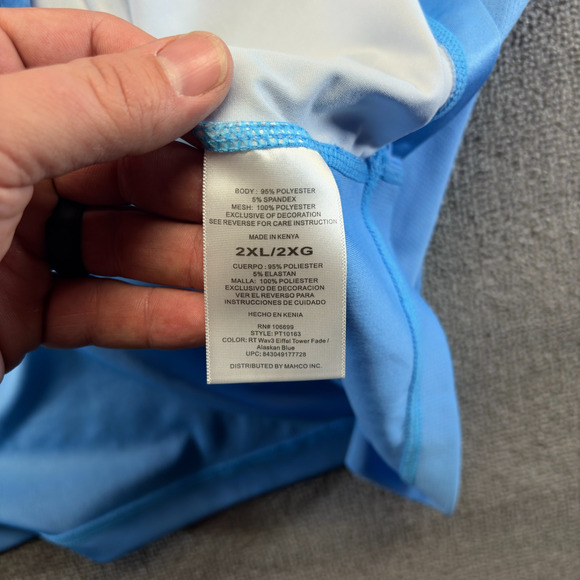 BODY : 95% POLYESTER
5% SPANDEX
MESH: 100% POLYESTER
EXCLUSIVE OF DECORATION
SEE REVERSE FOR CARE INSTRUCTION
MADE IN KENYA
2XL/2XG
CUERPO : 95% POLIESTER
5% ELASTAN
MALLA: 100% POLIESTER
EXCLUSIVO DE DECORACIÓN
VER EL REVERSO PARA
INSTRUCCIONES DE CUIDADO
HECHO EN KENIA
RN# 106699
STYLE: PT10163
COLOR: RT Wav3 Eiffel Tower Fade /
Alaskan Blue
UPC: 843049177728
DISTRIBUTED BY MAHCO INC.